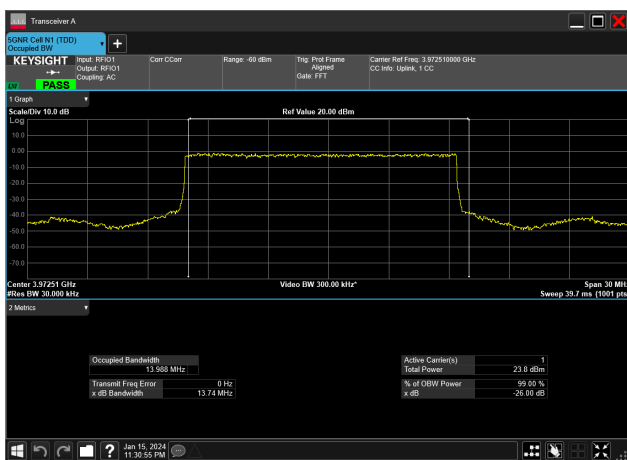 Transceiver A
5GNR Cell N1 (TDD)
Occupied BW
KEYSIGHT
LXI
PASS
Input: RFIO1
Output: RFIO1
Coupling: AC
Corr CCorr
Range: -60 dBm
Trig: Prot Frame
Aligned
Gate: FFT
Carrier Ref Freq: 3.972510000 GHz
CC Info: Uplink, 1 CC
1 Graph
Scale/Div 10.0 dB
Ref Value 20.00 dBm
Log
10.0
0.00
-10.0
-20.0
-30.0
-40.0
-50.0
-60.0
-70.0
Center 3.97251 GHz
Video BW 300.00 kHz*
Span 30 MH
#Res BW 30.000 kHz
Sweep 39.7 ms (1001 pts
2 Metrics
Occupied Bandwidth
13.988 MHz
Active Carrier(s) 1
Total Power 23.8 dBm
Transmit Freq Error 0 Hz
x dB Bandwidth 13.74 MHz
% of OBW Power 99.00 %
x dB -26.00 dB
Jan 15, 2024
11:30:55 PM